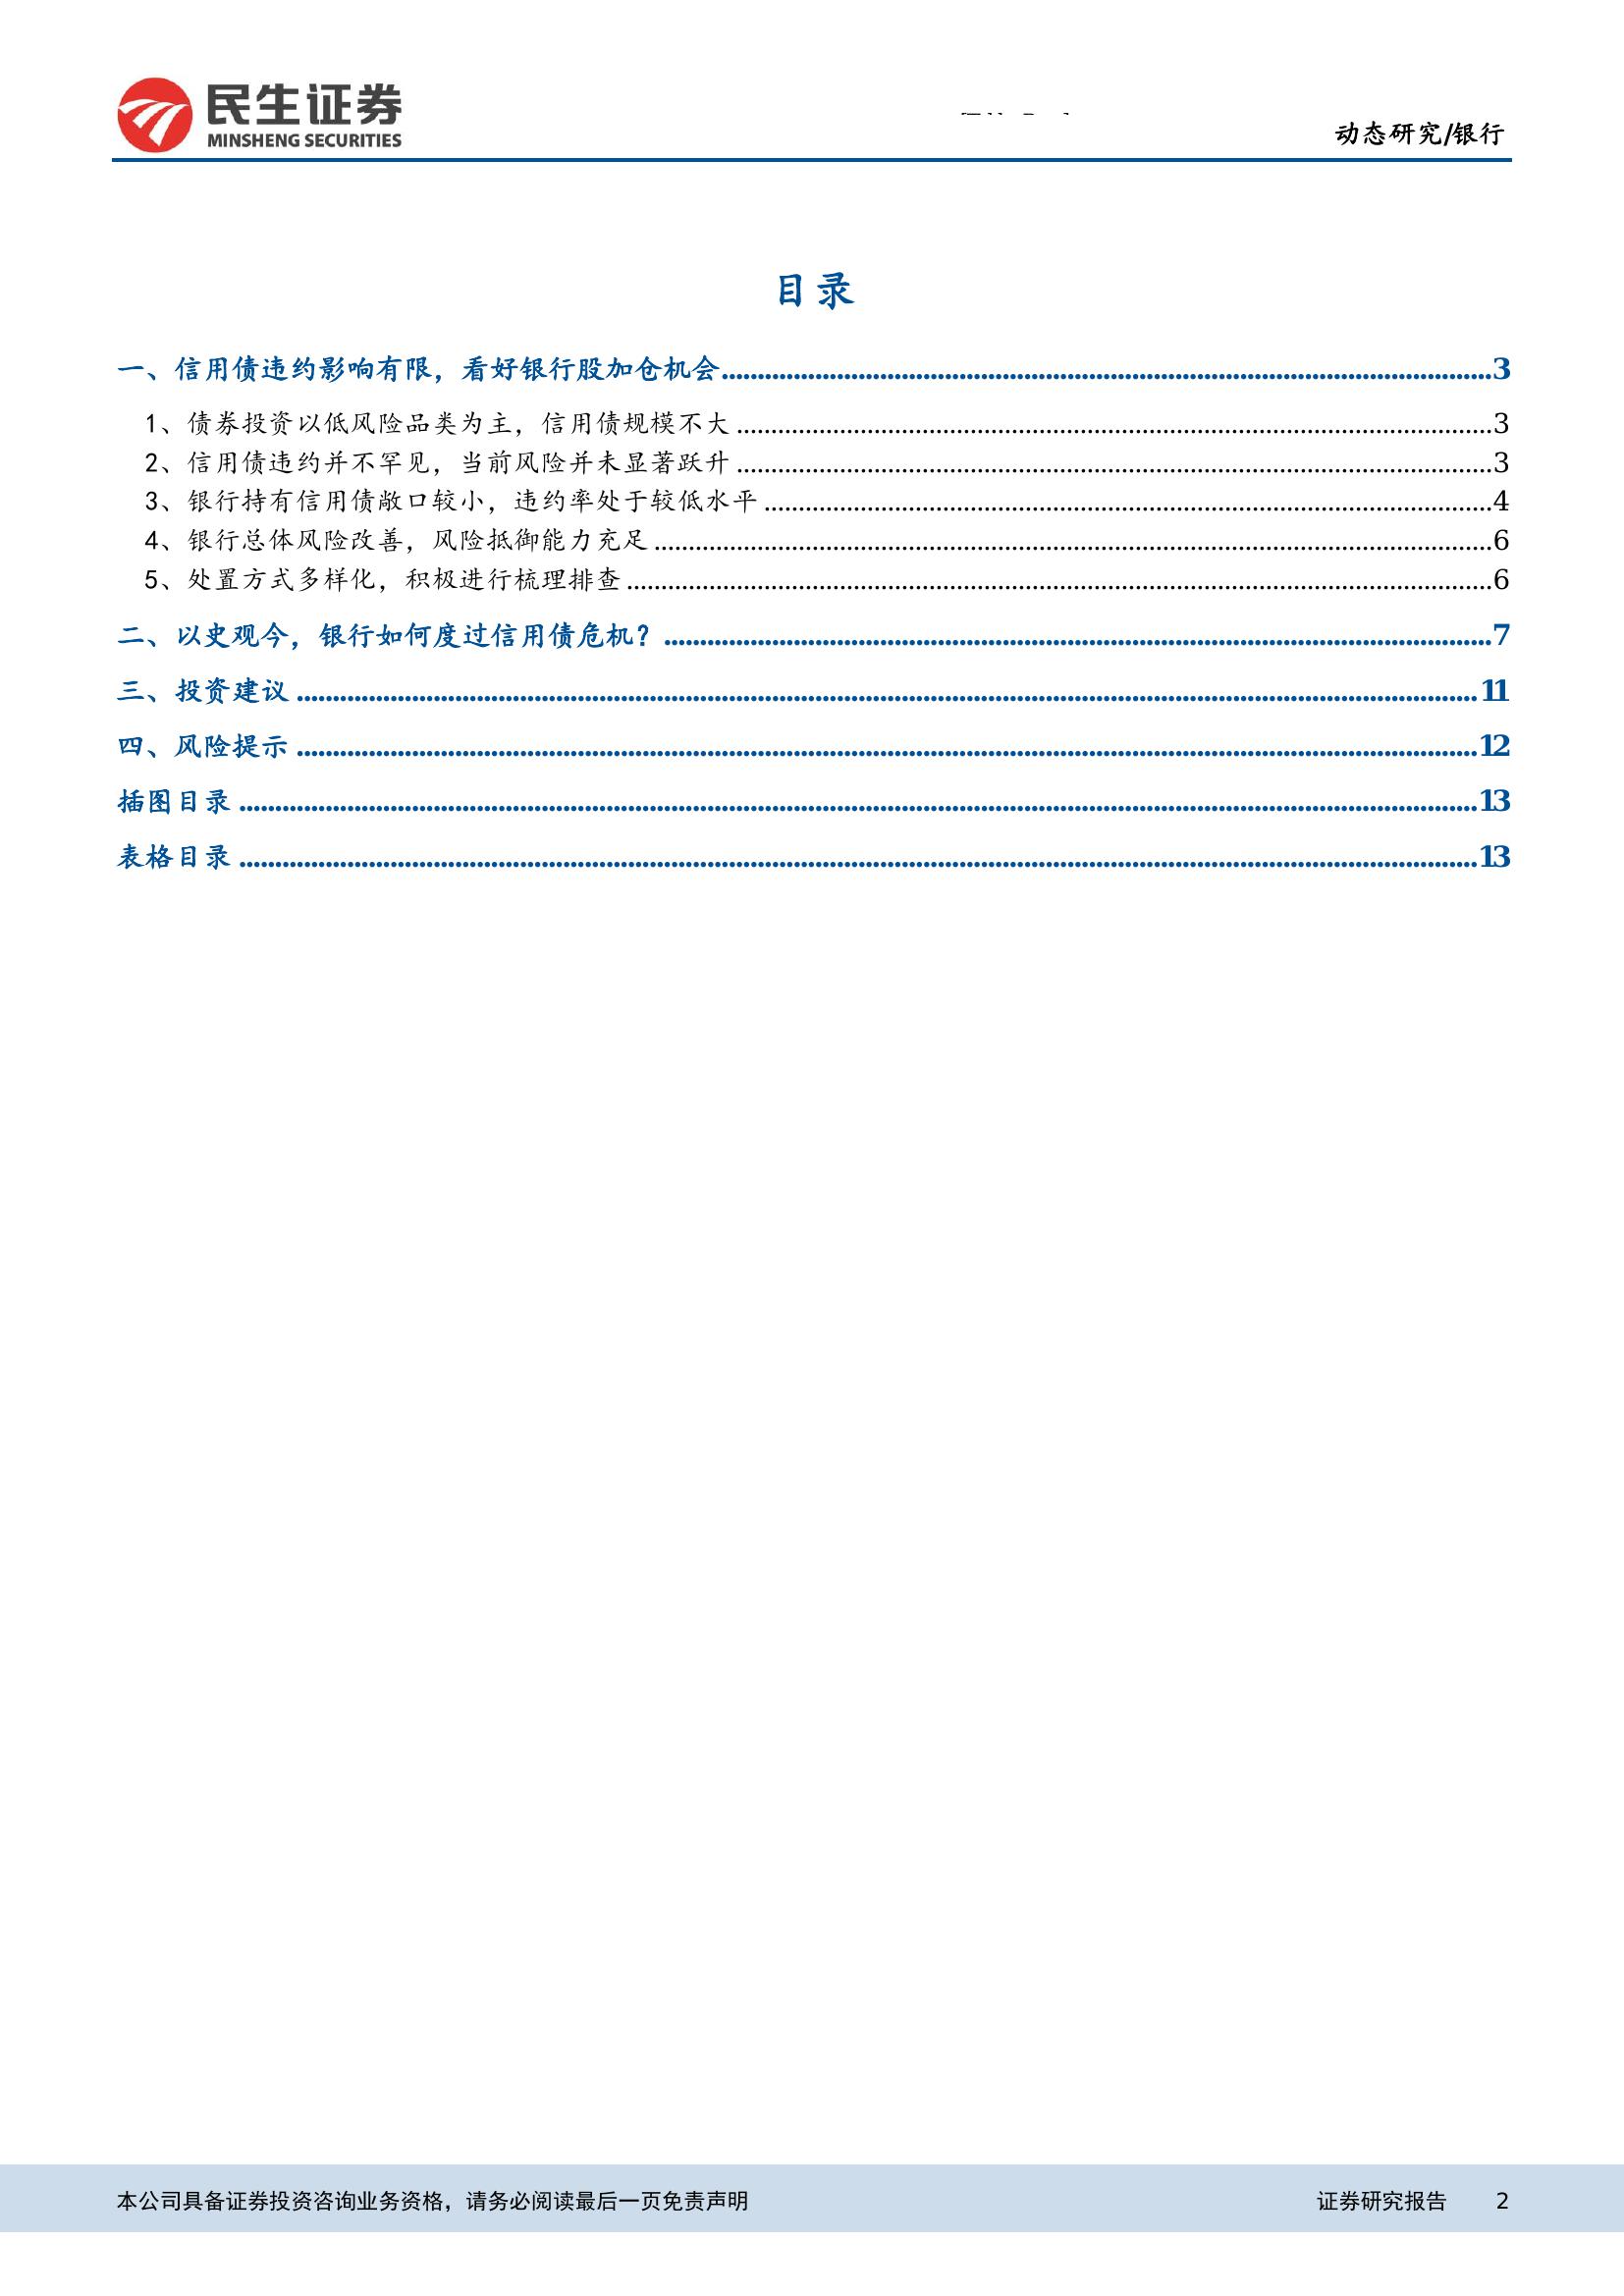 民生证券
MINSHENG SECURITIES
动态研究/银行
目录
一、信用债违约影响有限，看好银行股加仓机会........................................3
1、债券投资以低风险品类为主，信用债规模不大........................................3
2、信用债违约并不罕见，当前风险并未显著跃升........................................3
3、银行持有信用债敞口较小，违约率处于较低水平........................................4
4、银行总体风险改善，风险抵御能力充足........................................6
5、处置方式多样化，积极进行梳理排查........................................6
二、以史观今，银行如何度过信用债危机？........................................7
三、投资建议........................................11
四、风险提示........................................12
插图目录........................................13
表格目录........................................13
本公司具备证券投资咨询业务资格，请务必阅读最后一页免责声明 证券研究报告 2